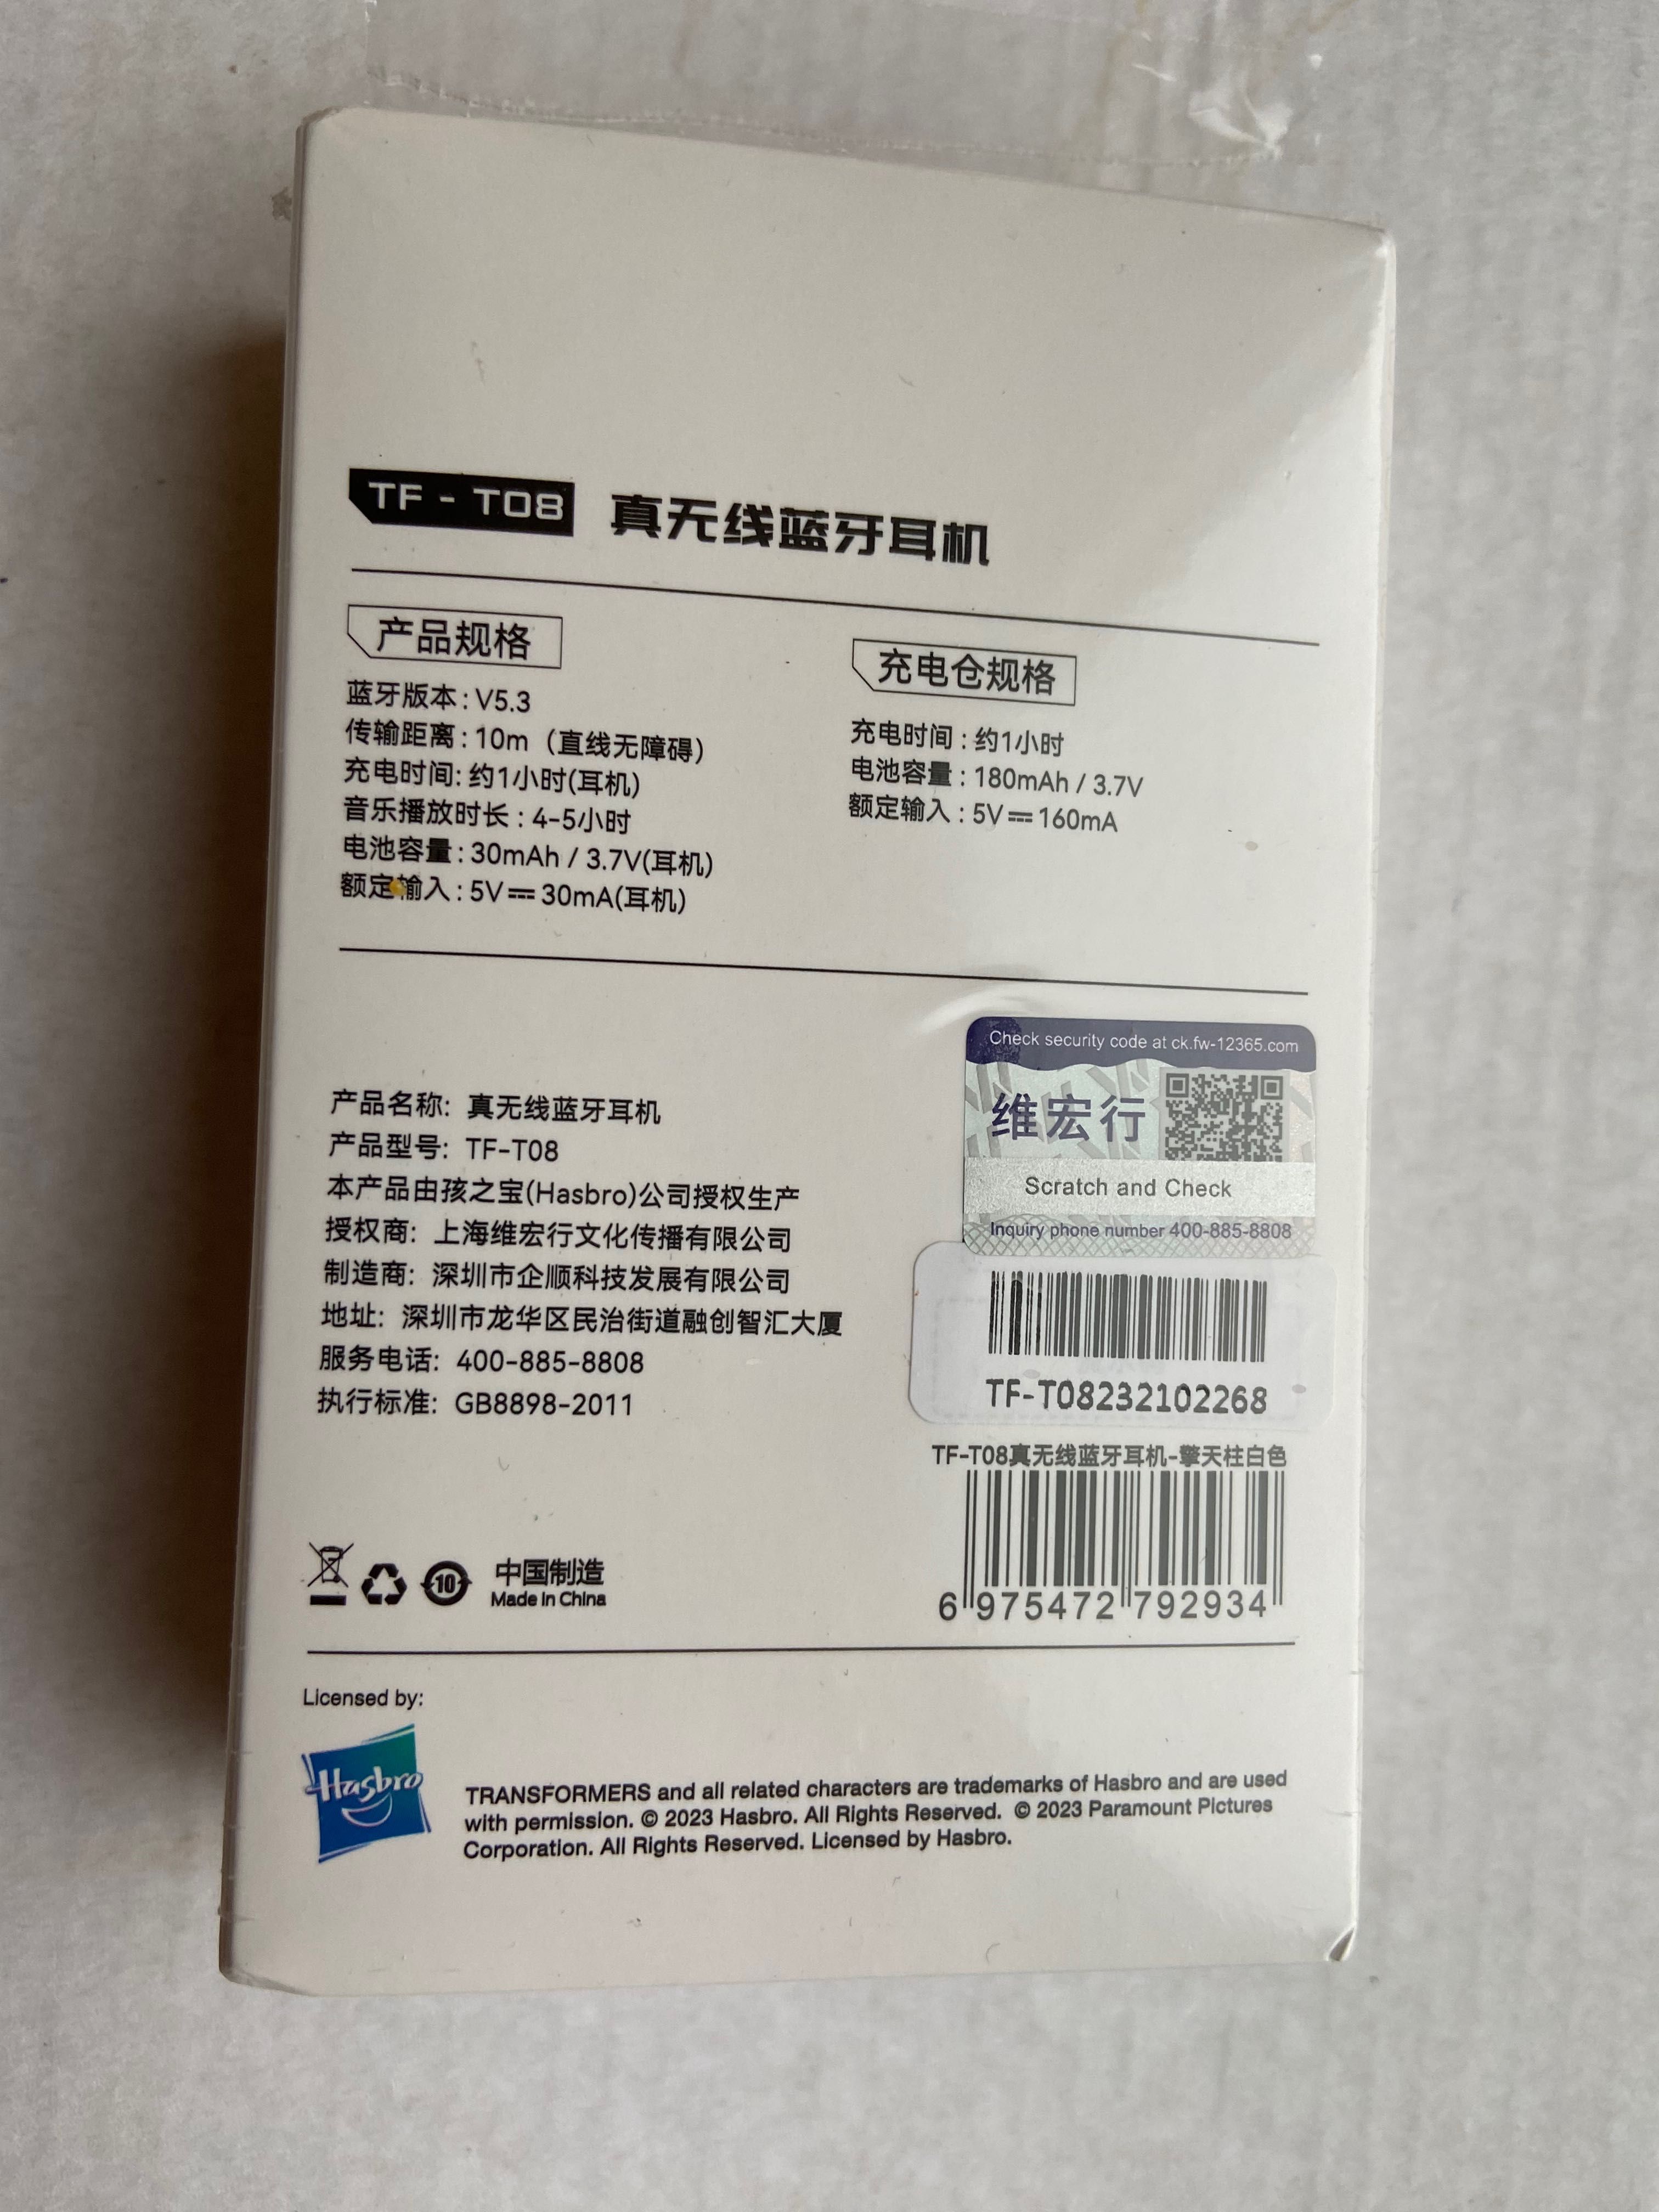 TF - T08 真无线蓝牙耳机
产品规格
蓝牙版本：V5.3
传输距离：10m（直线无障碍）
充电时间：约1小时(耳机)
音乐播放时长：4-5小时
电池容量：30mAh / 3.7V(耳机)
额定输入：5V⎓30mA(耳机)
充电仓规格
充电时间：约1小时
电池容量：180mAh / 3.7V
额定输入：5V⎓160mA
产品名称：真无线蓝牙耳机
产品型号：TF-T08
本产品由孩之宝(Hasbro)公司授权生产
授权商：上海维宏行文化传播有限公司
制造商：深圳市企顺科技发展有限公司
地址：深圳市龙华区民治街道融创智汇大厦
服务电话：400-885-8808
执行标准：GB8898-2011
Check security code at ck.fw-12365.com
维宏行
Scratch and Check
Inquiry phone number 400-885-8808
TF-T08232102268
TF-T08真无线蓝牙耳机-擎天柱白色
6 975472 792934
10
中国制造
Made In China
Licensed by:
Hasbro
TRANSFORMERS and all related characters are trademarks of Hasbro and are used
with permission. © 2023 Hasbro. All Rights Reserved. © 2023 Paramount Pictures
Corporation. All Rights Reserved. Licensed by Hasbro.